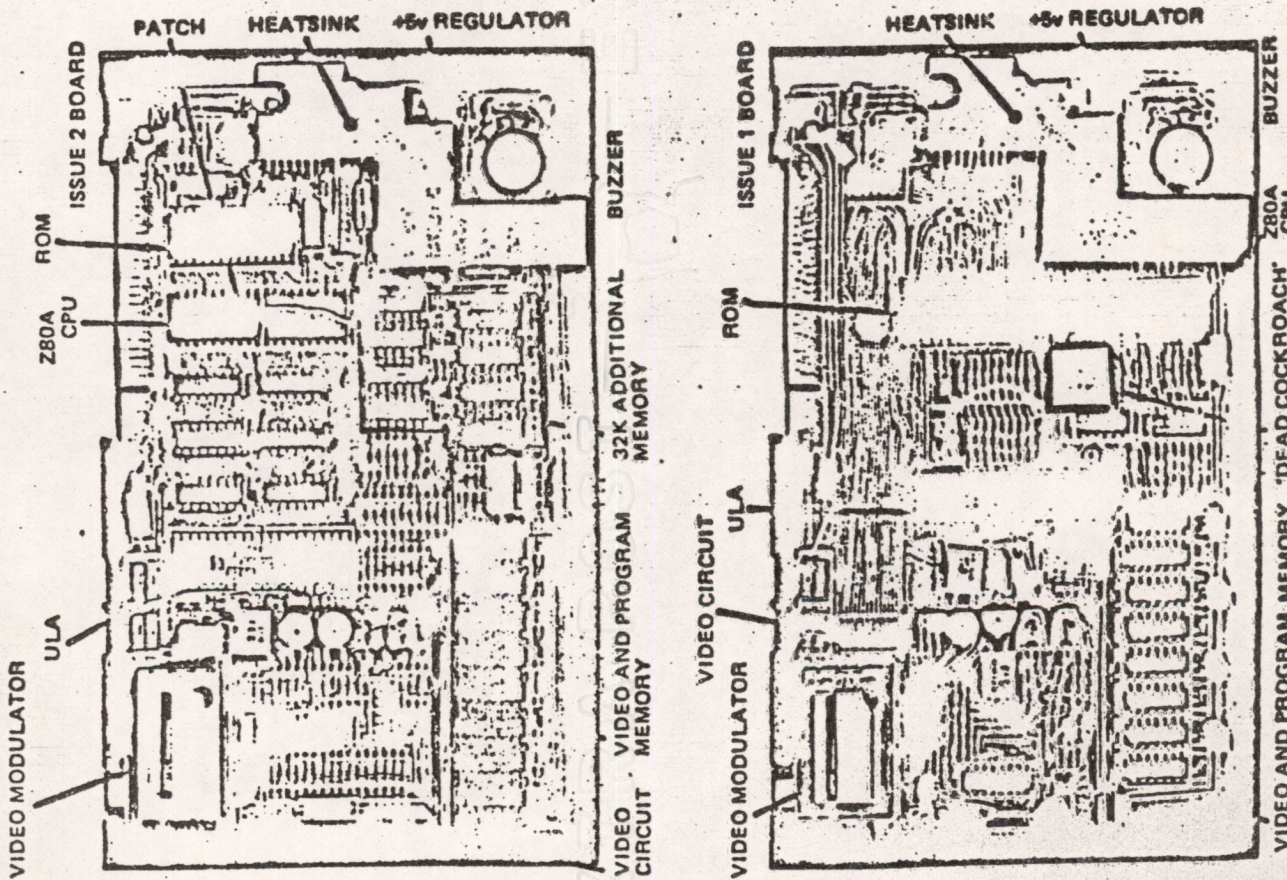 PATCH
HEATSINK
+5v REGULATOR
ISSUE 2 BOARD
ROM
Z80A
CPU
ULA
VIDEO MODULATOR
BUZZER
32K ADDITIONAL
MEMORY
VIDEO AND PROGRAM
MEMORY
VIDEO
CIRCUIT
HEATSINK
+5v REGULATOR
ISSUE 1 BOARD
ROM
ULA
VIDEO CIRCUIT
VIDEO MODULATOR
BUZZER
Z80A
'DEAD COCKROACH'
VIDEO AND PROGRAM MEMORY